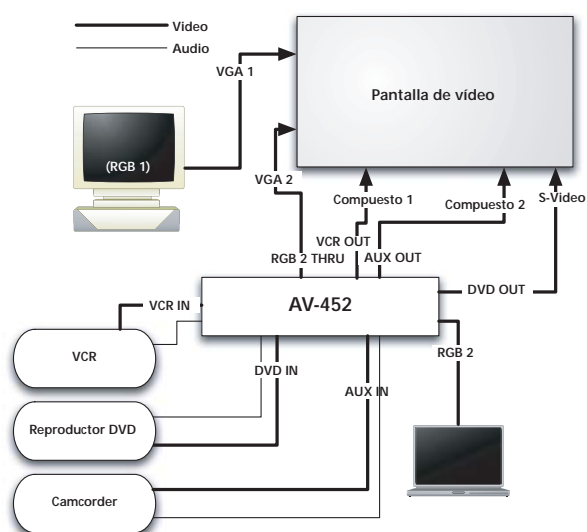 Video
Audio
VGA 1
Pantalla de vídeo
(RGB 1)
VGA 2
Compuesto 1
Compuesto 2
S-Video
VCR OUT
RGB 2 THRU
AUX OUT
DVD OUT
VCR IN
AV-452
VCR
DVD IN
RGB 2
AUX IN
Reproductor DVD
Camcorder